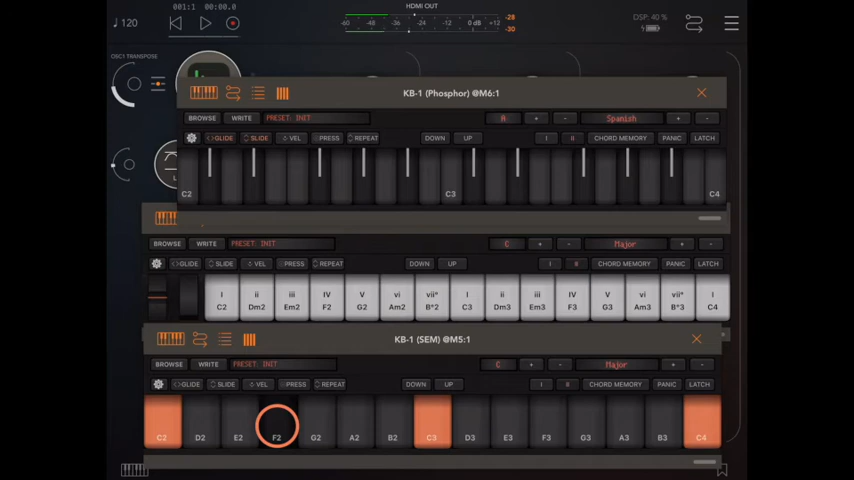 001:1 00:00.0
HDMI OUT
♩120
-60 -48 -36 -24 -12 0 dB +12
-28
-30
DSP: 40 %
OSC1 TRANSPOSE
KB-1 (Phosphor) @M6:1
BROWSE WRITE PRESET: INIT A + - Spanish + -
GLIDE SLIDE VEL PRESS REPEAT DOWN UP I II CHORD MEMORY PANIC LATCH
C2 C3 C4
L
BROWSE WRITE PRESET: INIT C + - Major + -
GLIDE SLIDE VEL PRESS REPEAT DOWN UP I II CHORD MEMORY PANIC LATCH
I ii iii IV V vi vii° I ii iii IV V vi vii° I
C2 Dm2 Em2 F2 G2 Am2 B°2 C3 Dm3 Em3 F3 G3 Am3 B°3 C4
KB-1 (SEM) @M5:1
BROWSE WRITE PRESET: INIT C + - Major + -
GLIDE SLIDE VEL PRESS REPEAT DOWN UP I II CHORD MEMORY PANIC LATCH
C2 D2 E2 F2 G2 A2 B2 C3 D3 E3 F3 G3 A3 B3 C4